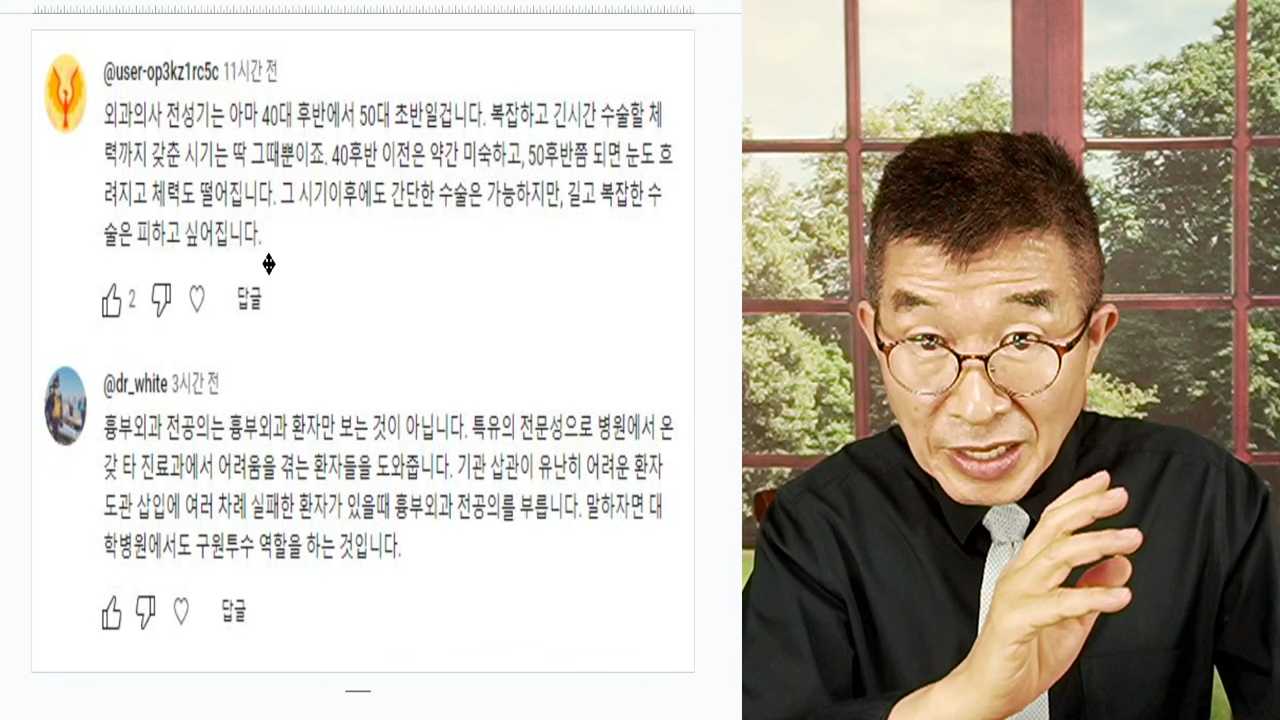 @user-op3kz1rc5c 11시간 전
외과의사 전성기는 아마 40대 후반에서 50대 초반일겁니다. 복잡하고 긴시간 수술할 체
력까지 갖춘 시기는 딱 그때뿐이죠. 40후반 이전은 약간 미숙하고, 50후반쯤 되면 눈도 흐
려지고 체력도 떨어집니다. 그 시기이후에도 간단한 수술은 가능하지만, 길고 복잡한 수
술은 피하고 싶어집니다.
2 답글
@dr_white 3시간 전
흉부외과 전공의는 흉부외과 환자만 보는 것이 아닙니다. 특유의 전문성으로 병원에서 온
갖 타 진료과에서 어려움을 겪는 환자들을 도와줍니다. 기관 삽관이 유난히 어려운 환자
도관 삽입에 여러 차례 실패한 환자가 있을때 흉부외과 전공의를 부릅니다. 말하자면 대
학병원에서도 구원투수 역할을 하는 것입니다.
답글